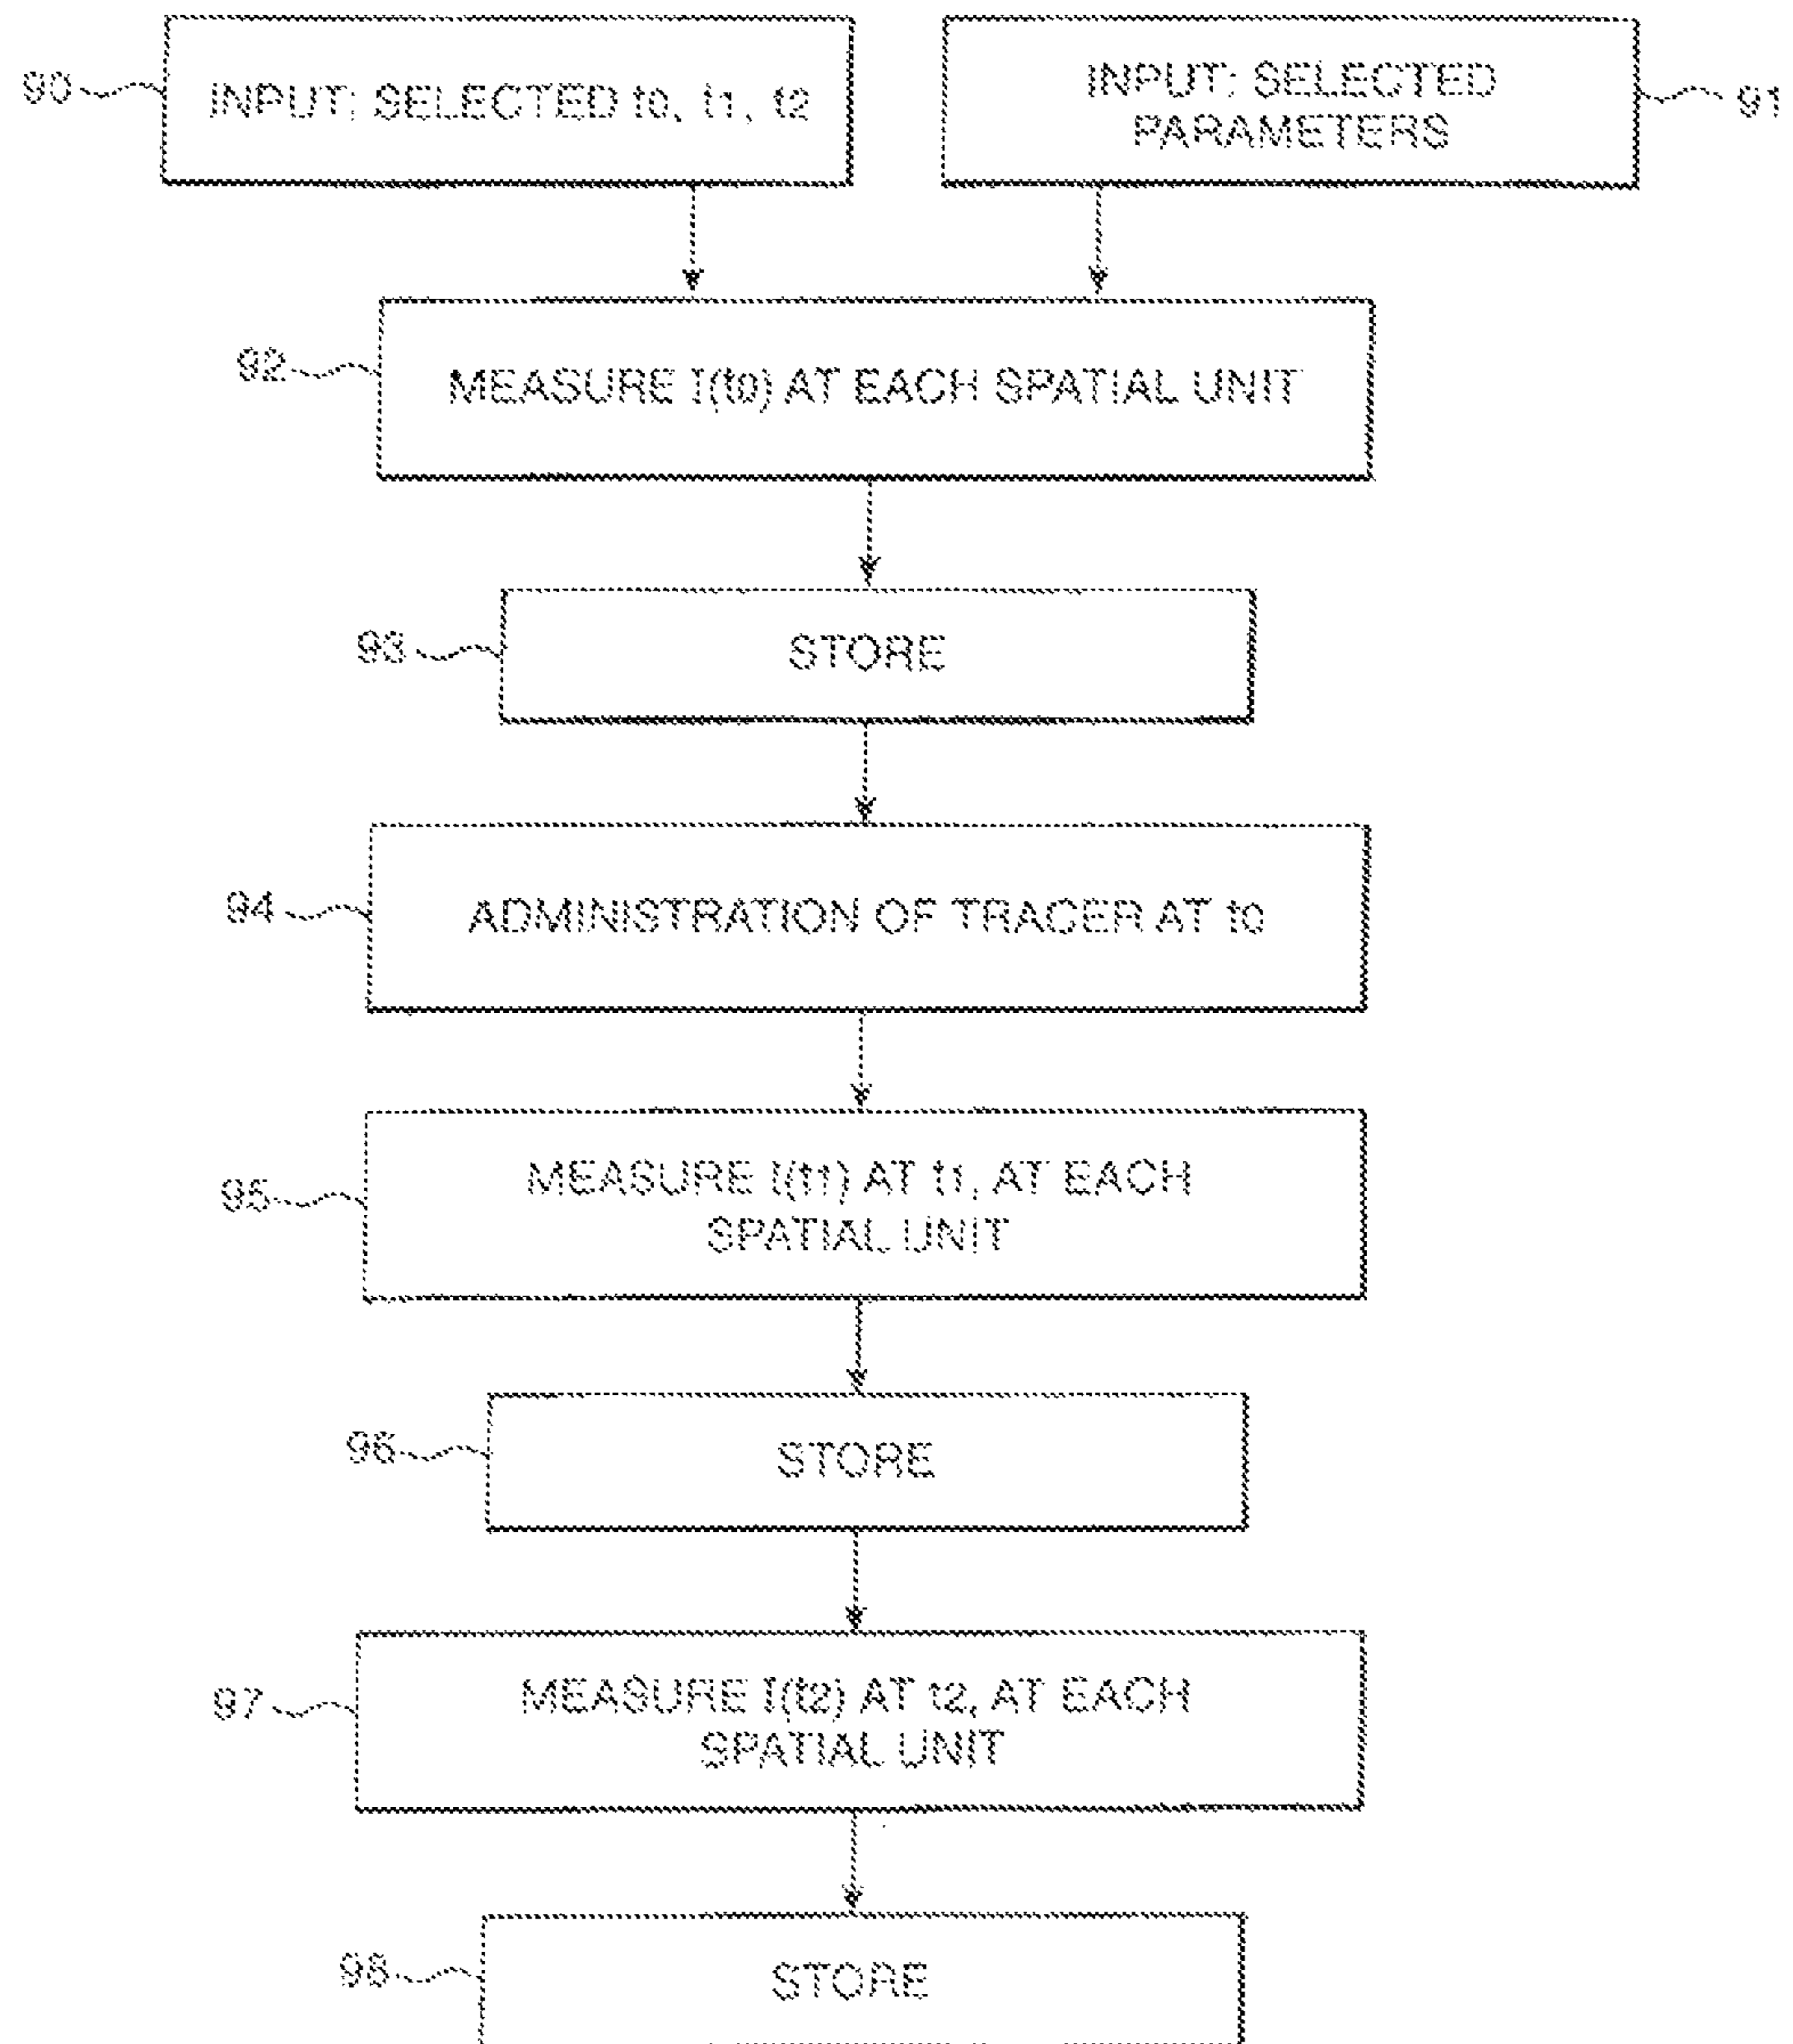 90
INPUT; SELECTED t0, t1, t2
INPUT; SELECTED
PARAMETERS
91
92
MEASURE I(t0) AT EACH SPATIAL UNIT
93
STORE
94
ADMINISTRATION OF TRACER AT t0
95
MEASURE I(t1) AT t1, AT EACH
SPATIAL UNIT
96
STORE
97
MEASURE I(t2) AT t2, AT EACH
SPATIAL UNIT
98
STORE